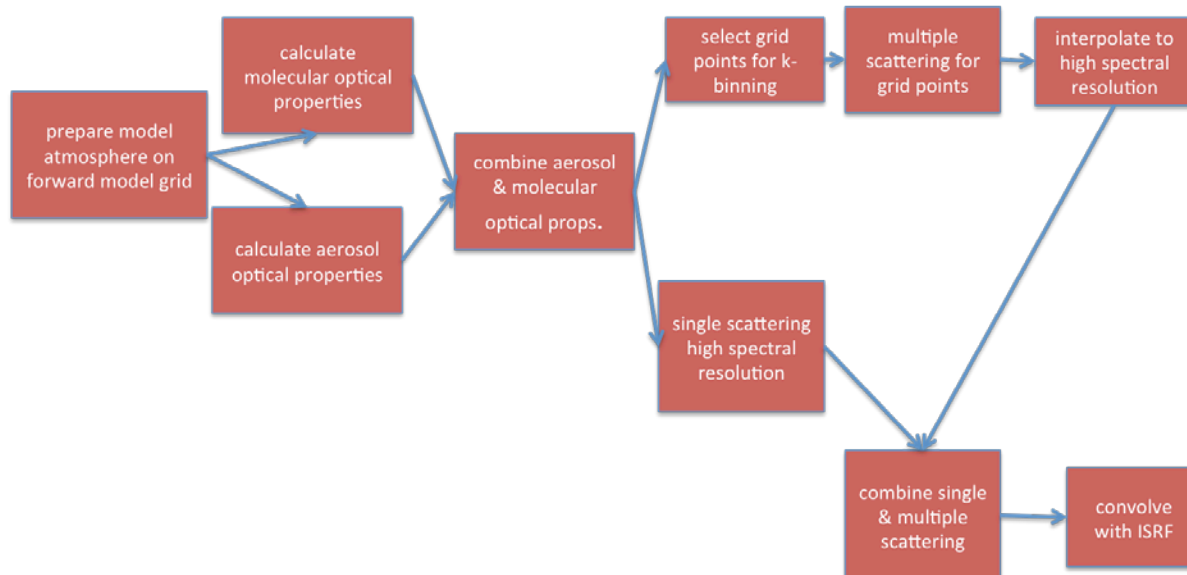 prepare model
atmosphere on
forward model grid
calculate
molecular optical
properties
calculate aerosol
optical properties
combine aerosol
& molecular
optical props.
select grid
points for k-
binning
multiple
scattering for
grid points
interpolate to
high spectral
resolution
single scattering
high spectral
resolution
combine single
& multiple
scattering
convolve
with ISRF